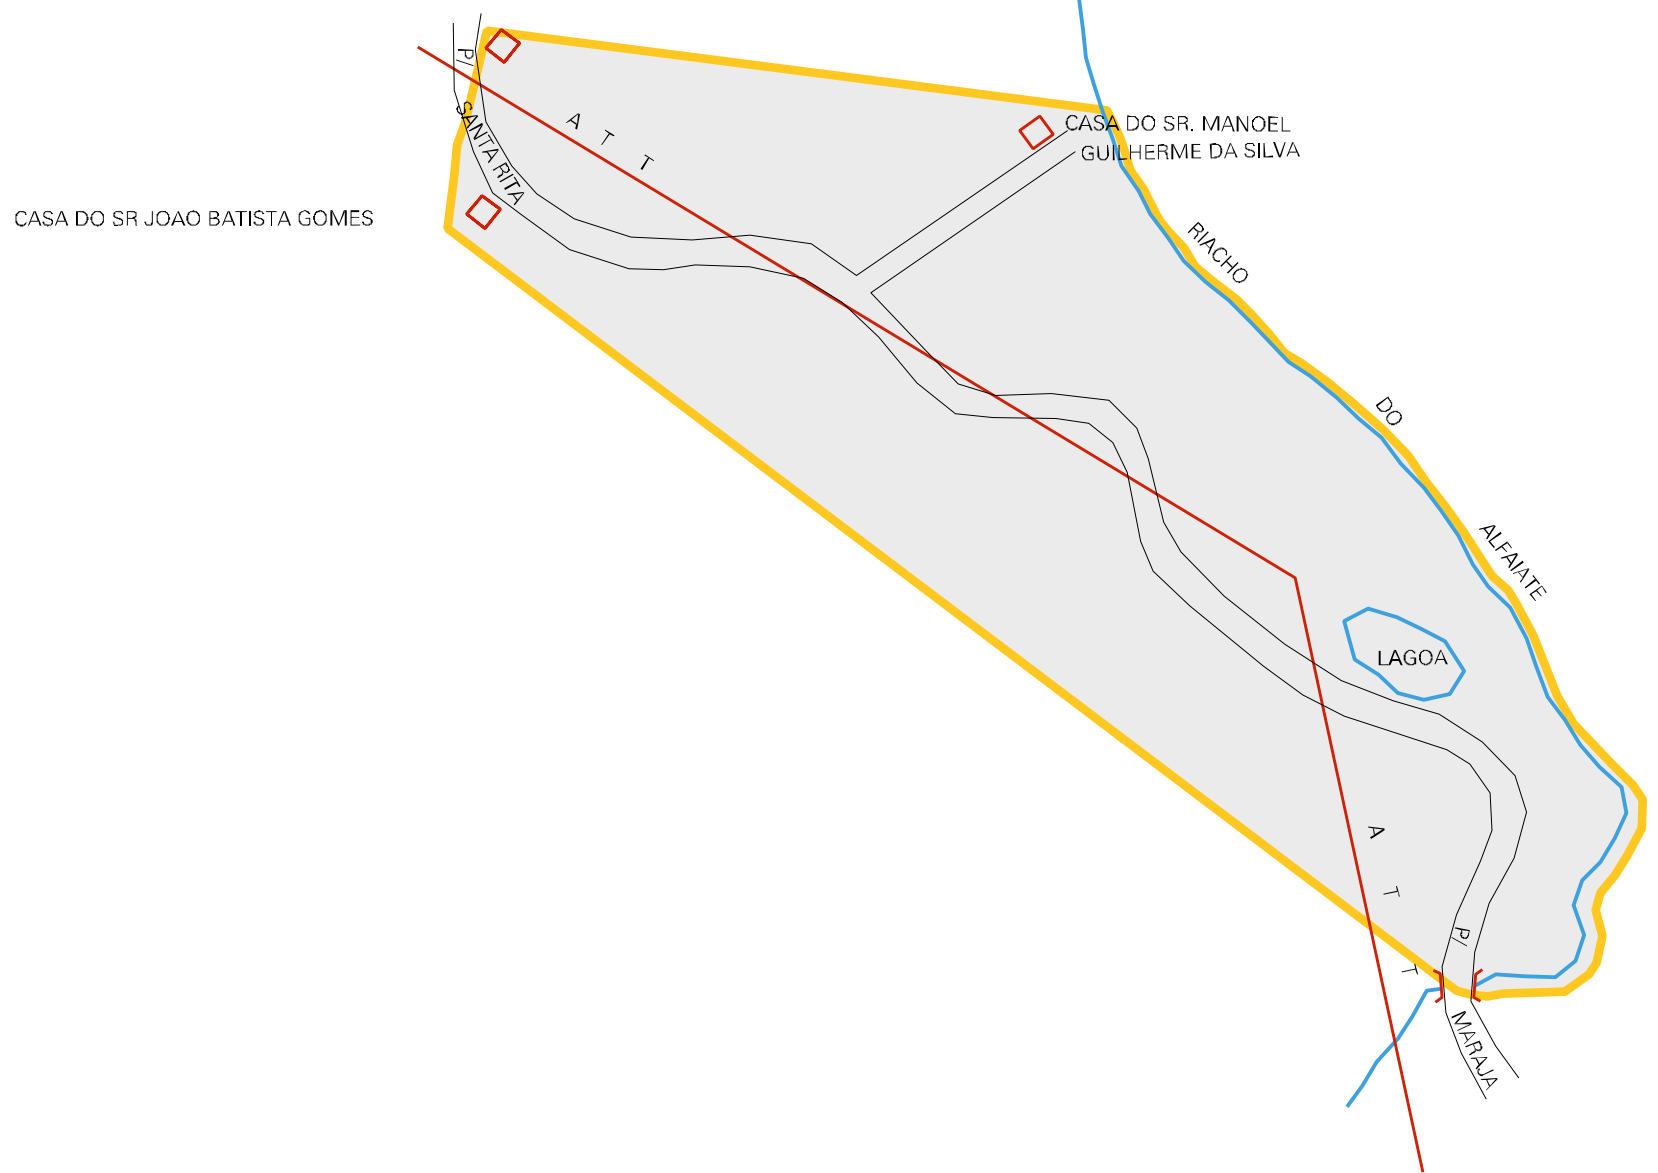 P/
SANTA RITA
A T T
CASA DO SR. MANOEL
GUILHERME DA SILVA
CASA DO SR JOAO BATISTA GOMES
RIACHO
DO
ALFAIATE
LAGOA
A T T
P/
MARAJA